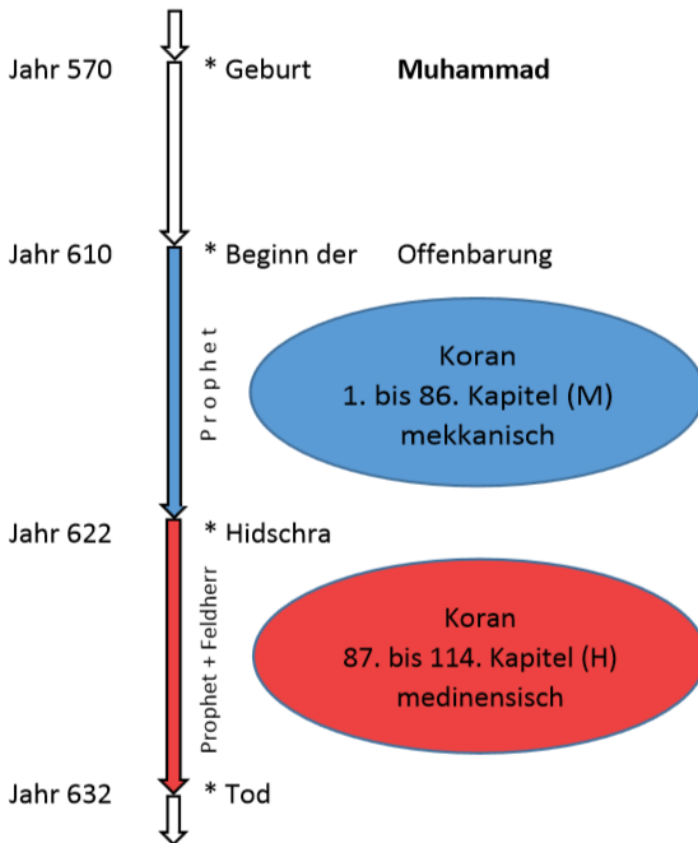 Jahr 570 * Geburt Muhammad
Jahr 610 * Beginn der Offenbarung
Prophet
Koran
1. bis 86. Kapitel (M)
mekkanisch
Jahr 622 * Hidschra
Prophet + Feldherr
Koran
87. bis 114. Kapitel (H)
medinensisch
Jahr 632 * Tod